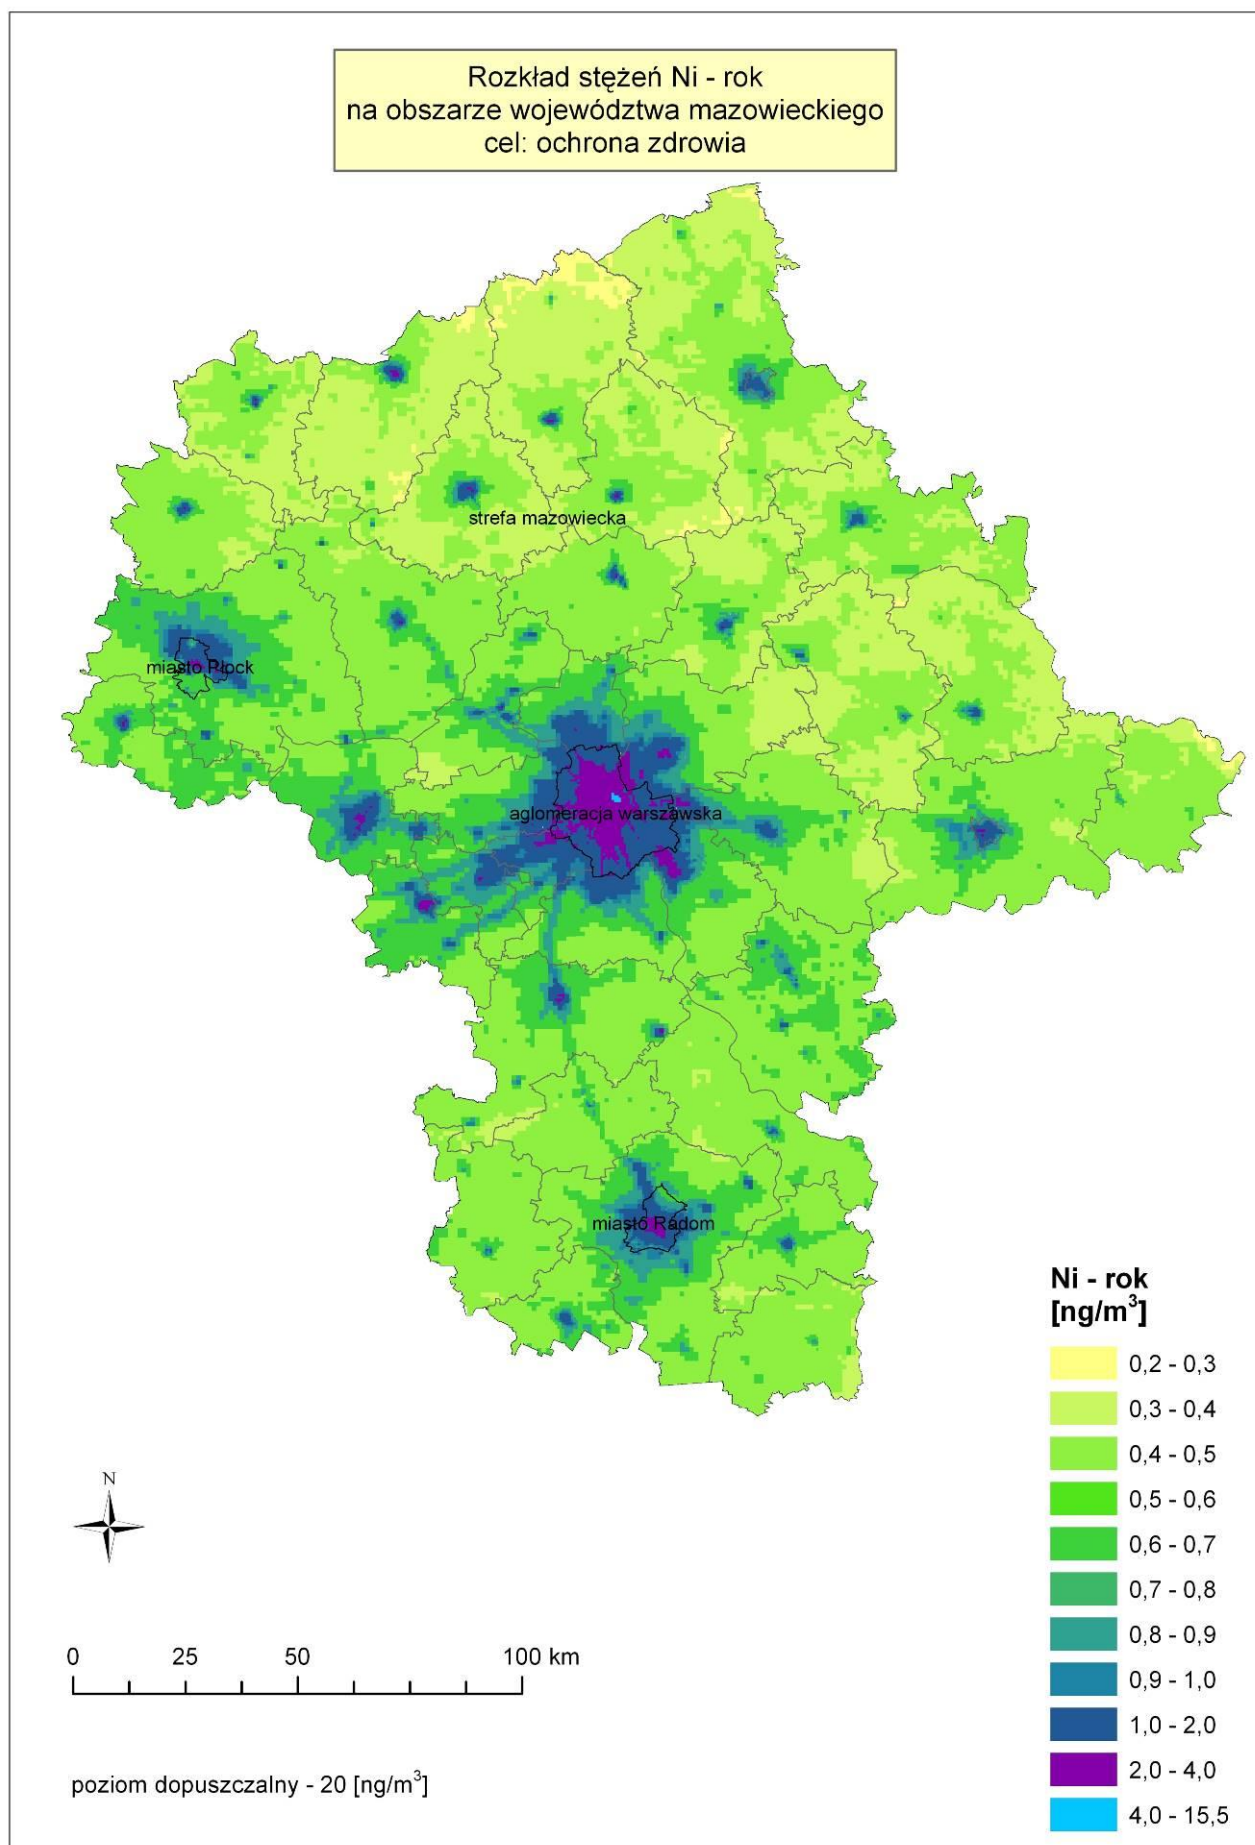 Rozkład stężeń Ni - rok
na obszarze województwa mazowieckiego
cel: ochrona zdrowia
strefa mazowiecka
miasto Płock
aglomeracja warszawska
miasto Radom
Ni - rok
[ng/m³]
0,2 - 0,3
0,3 - 0,4
0,4 - 0,5
0,5 - 0,6
0,6 - 0,7
0,7 - 0,8
0,8 - 0,9
0,9 - 1,0
1,0 - 2,0
2,0 - 4,0
4,0 - 15,5
N
0 25 50 100 km
poziom dopuszczalny - 20 [ng/m³]